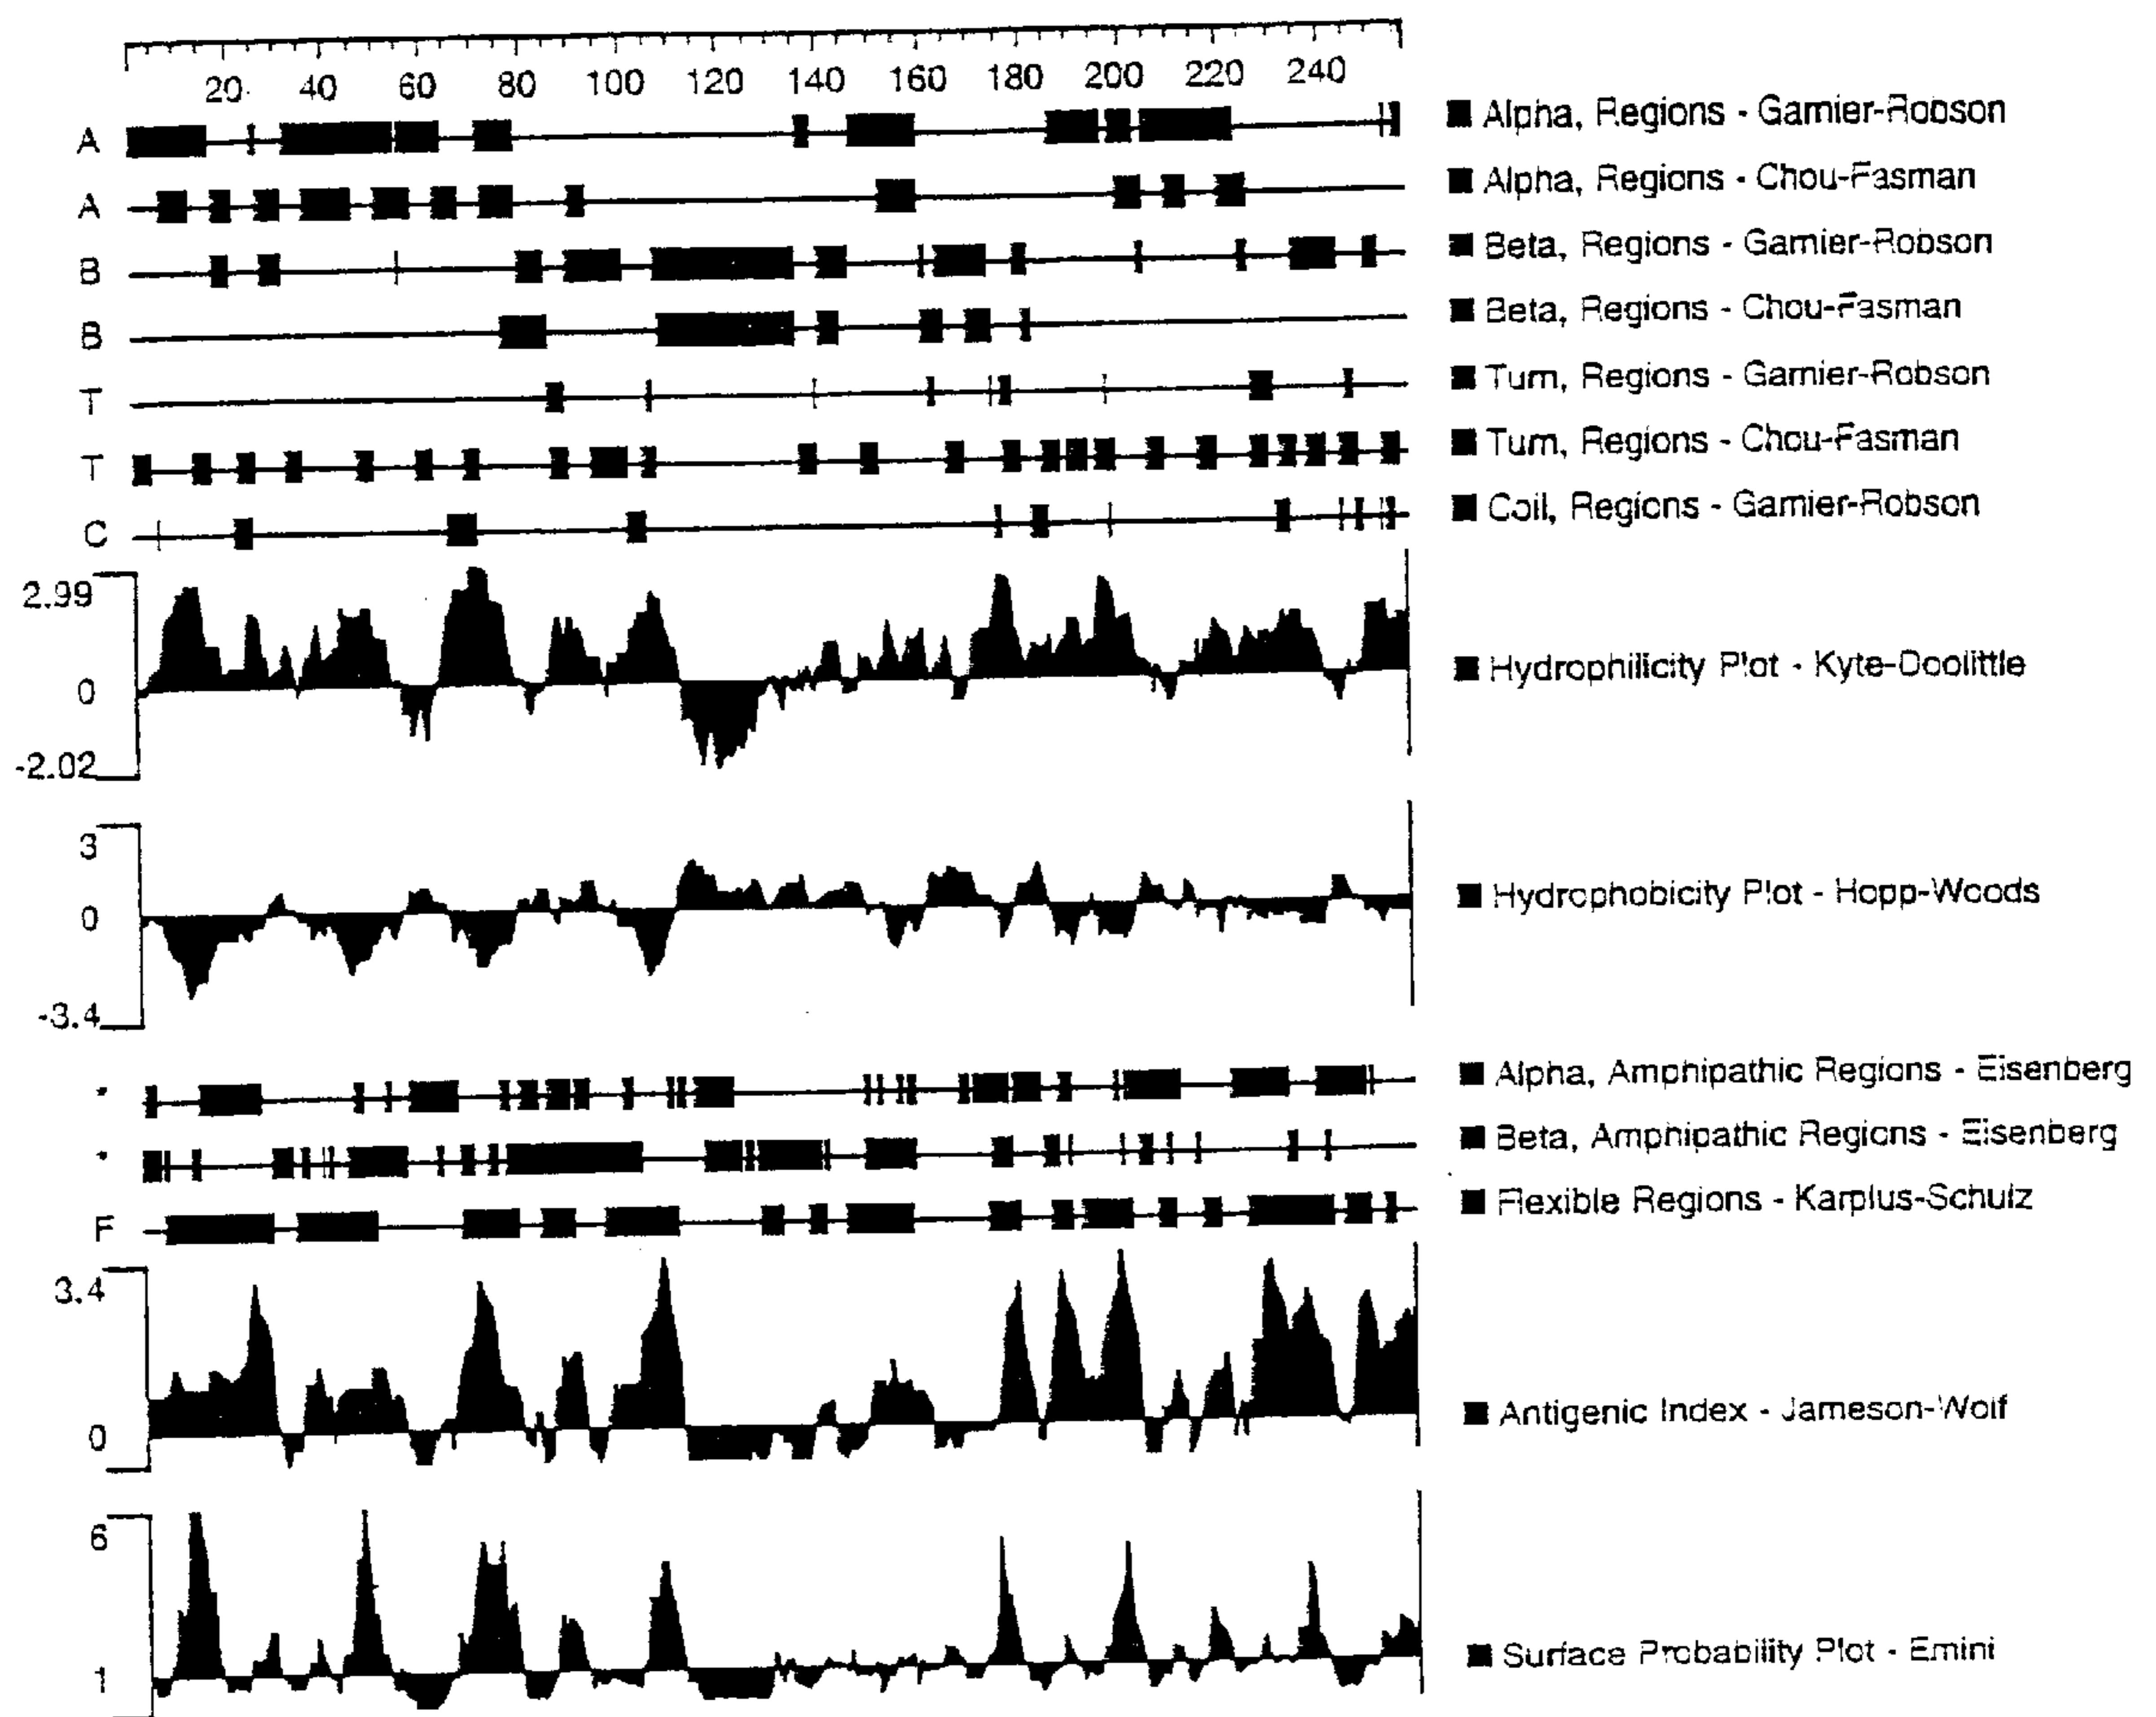 20 40 60 80 100 120 140 160 180 200 220 240
A Alpha, Regions - Garnier-Robson
A Alpha, Regions - Chou-Fasman
B Beta, Regions - Garnier-Robson
B Beta, Regions - Chou-Fasman
T Turn, Regions - Garnier-Robson
T Turn, Regions - Chou-Fasman
C Coil, Regions - Garnier-Robson
2.99
0 Hydrophilicity Plot - Kyte-Doolittle
-2.02
3
0 Hydrophobicity Plot - Hopp-Woods
-3.4
* Alpha, Amphipathic Regions - Eisenberg
* Beta, Amphipathic Regions - Eisenberg
F Flexible Regions - Karplus-Schulz
3.4
0 Antigenic Index - Jameson-Wolf
6
1 Surface Probability Plot - Emini